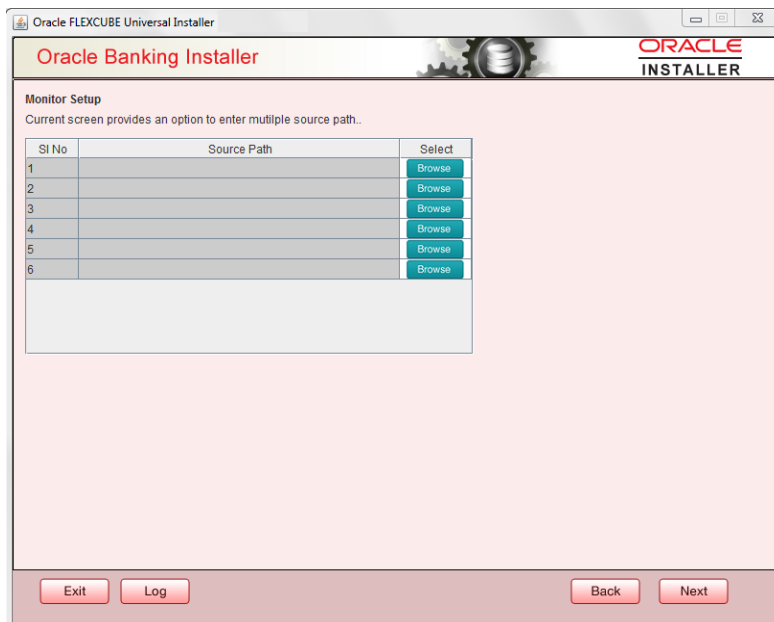 Oracle FLEXCUBE Universal Installer
Oracle Banking Installer
ORACLE
INSTALLER
Monitor Setup
Current screen provides an option to enter mutilple source path..
SI No Source Path Select
1 Browse
2 Browse
3 Browse
4 Browse
5 Browse
6 Browse
Exit Log Back Next